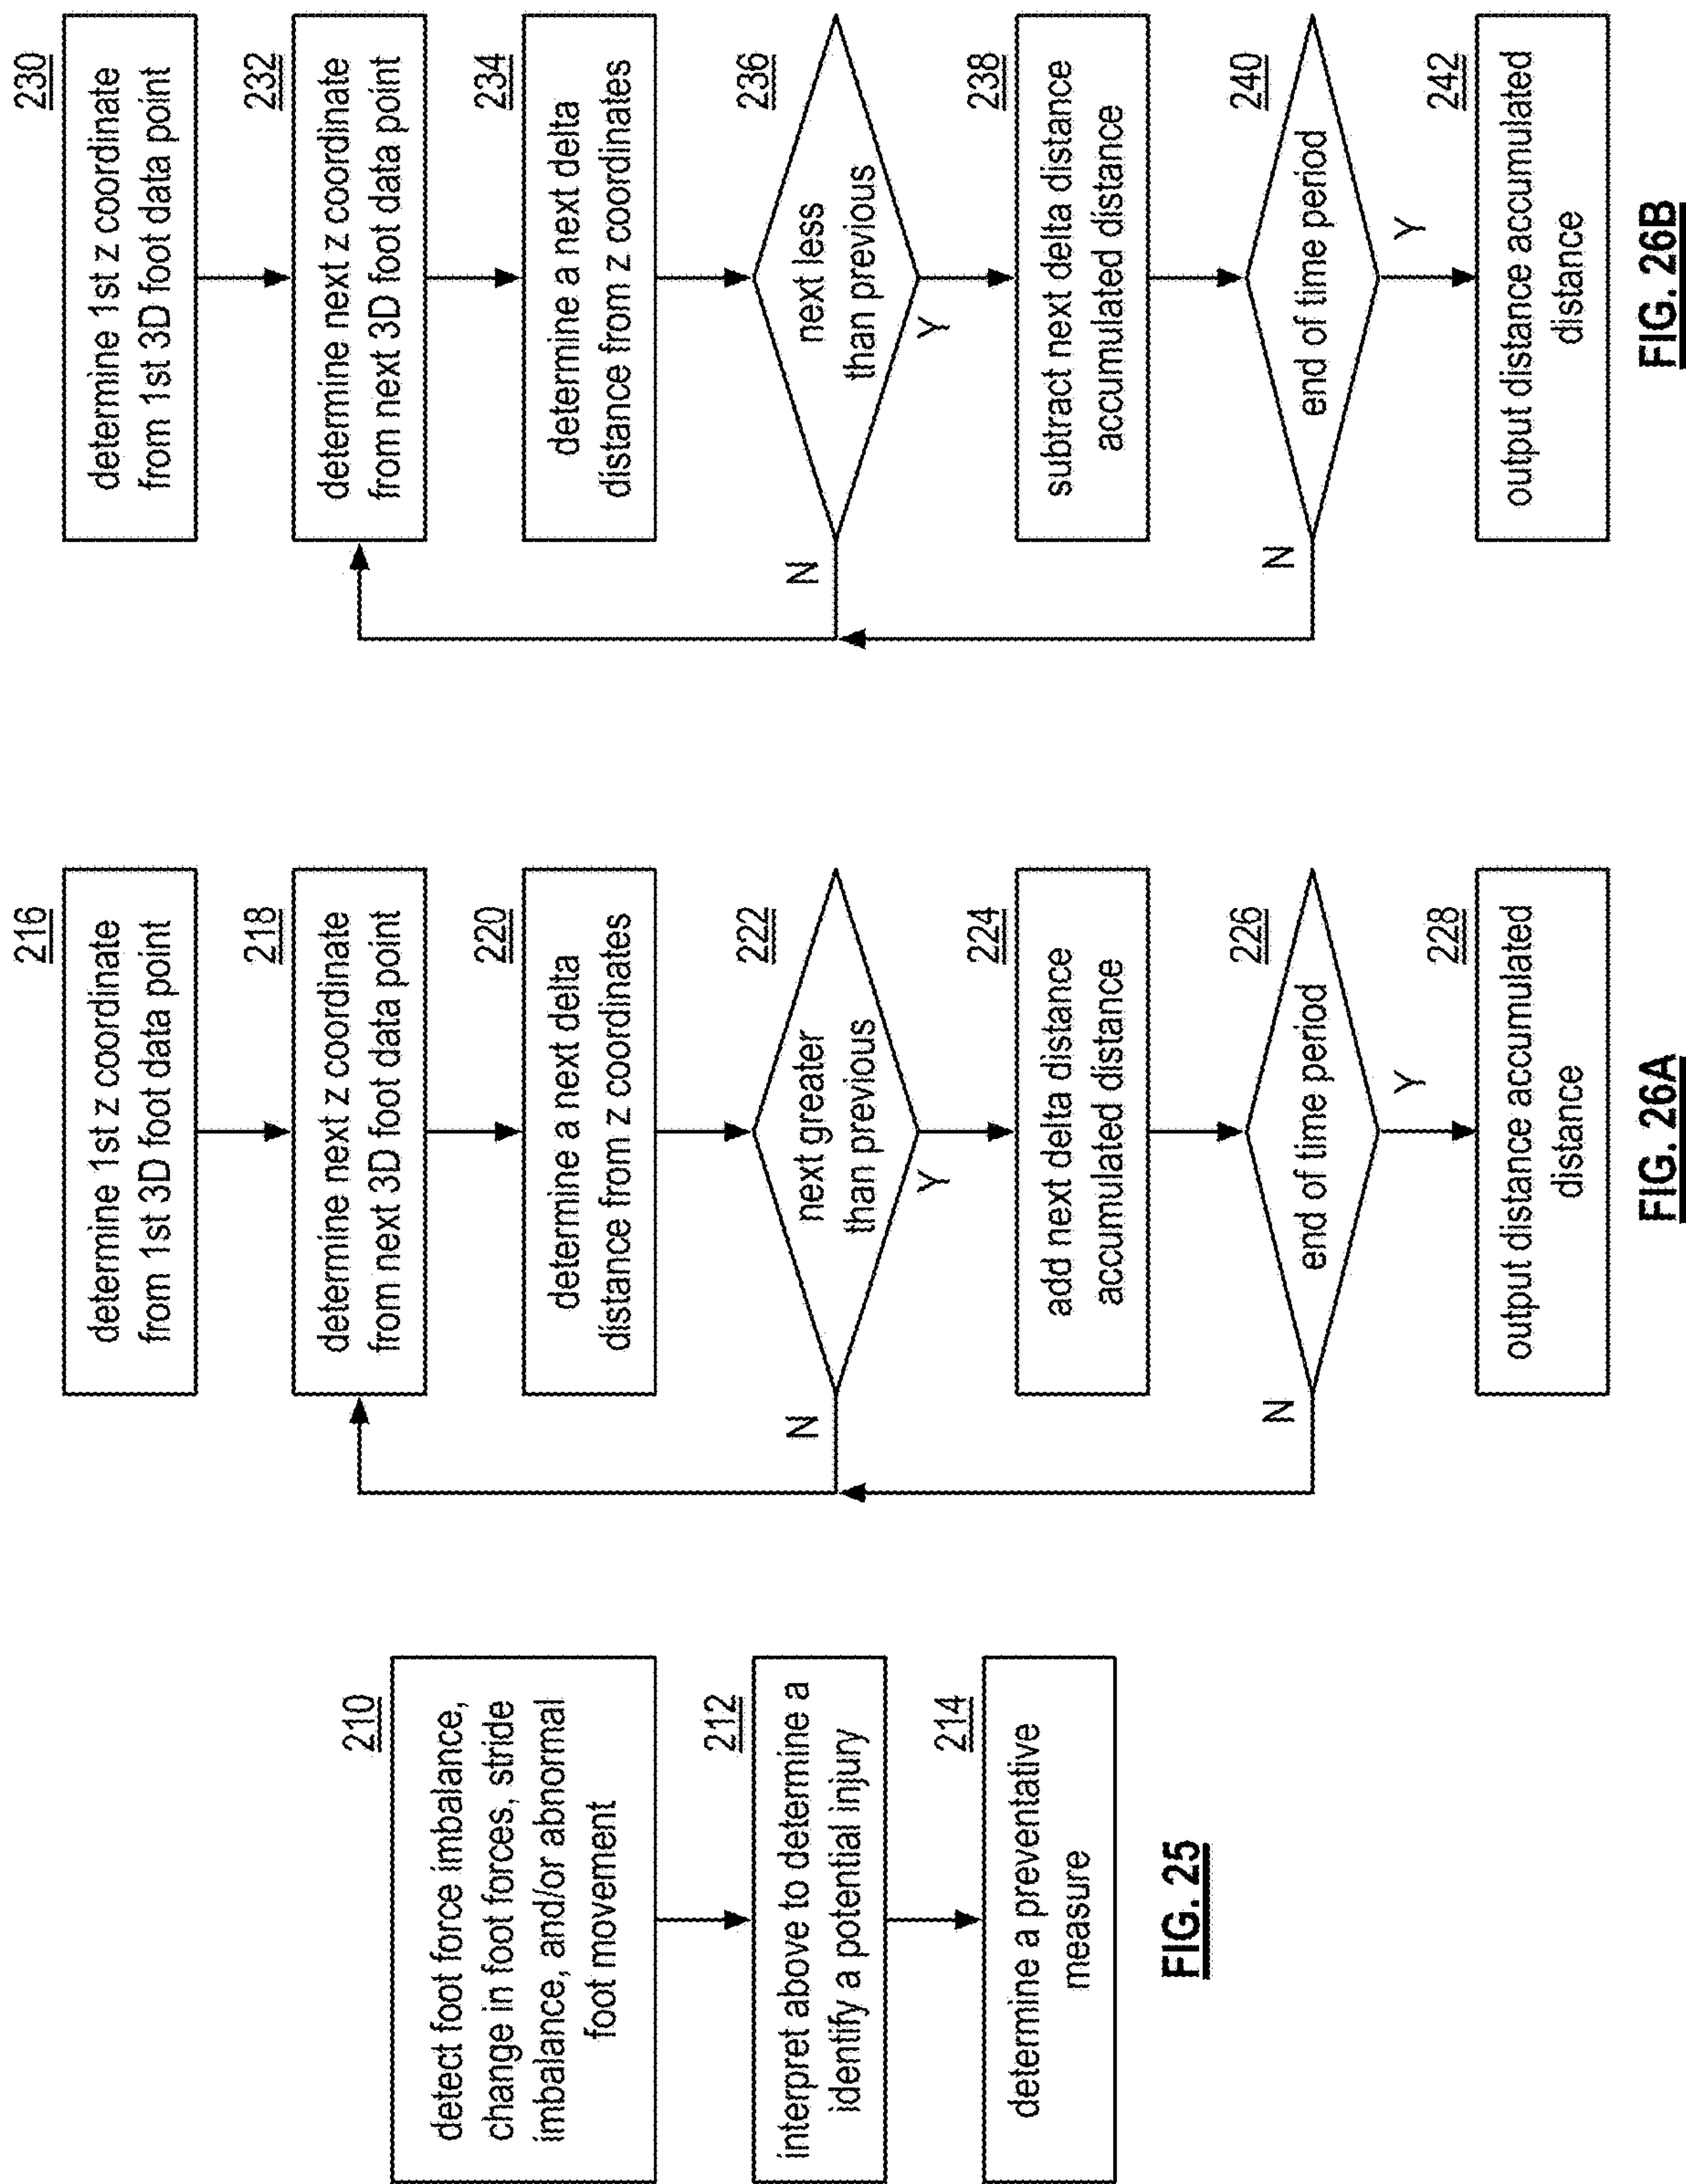 210
detect foot force imbalance,
change in foot forces, stride
imbalance, and/or abnormal
foot movement
212
interpret above to determine a
identify a potential injury
214
determine a preventative
measure
FIG. 25
216
determine 1st z coordinate
from 1st 3D foot data point
218
determine next z coordinate
from next 3D foot data point
220
determine a next delta
distance from z coordinates
222
next greater
than previous
N
Y
224
add next delta distance
accumulated distance
226
end of time period
N
Y
228
output distance accumulated
distance
FIG. 26A
230
determine 1st z coordinate
from 1st 3D foot data point
232
determine next z coordinate
from next 3D foot data point
234
determine a next delta
distance from z coordinates
236
next less
than previous
N
Y
238
subtract next delta distance
accumulated distance
240
end of time period
N
Y
242
output distance accumulated
distance
FIG. 26B